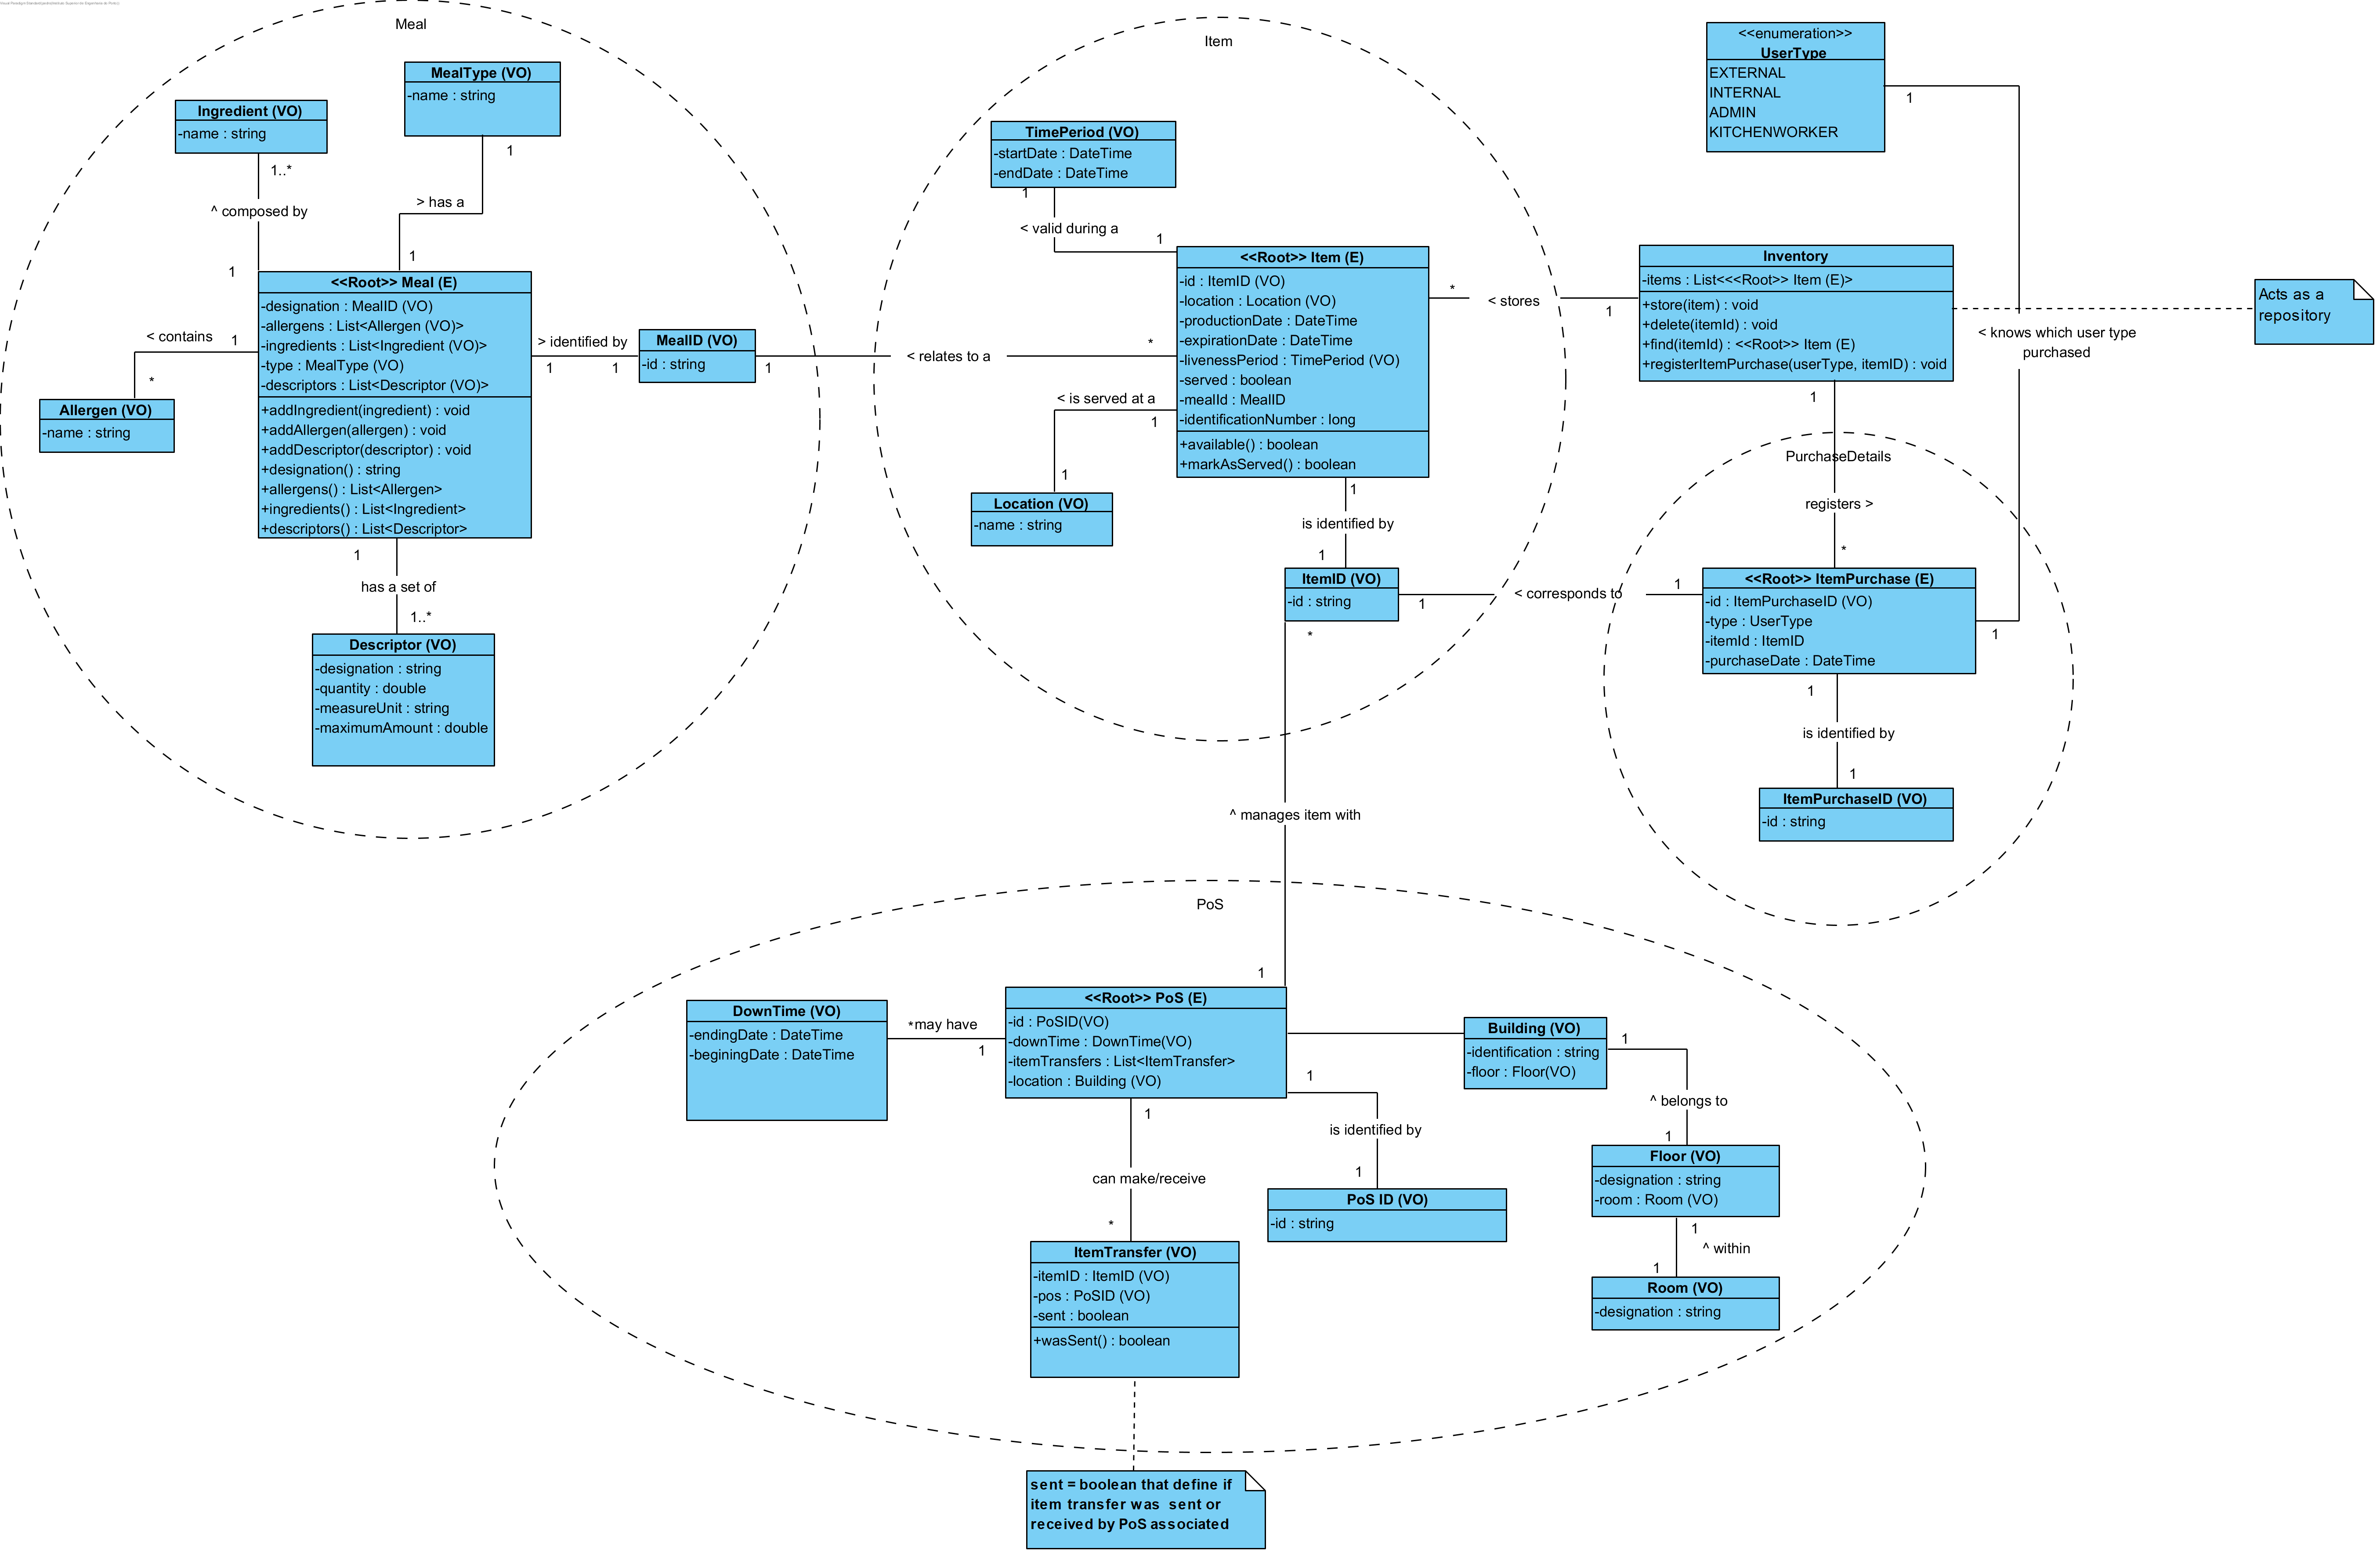 Meal
MealType (VO)
-name : string
Ingredient (VO)
-name : string
1..*
1
^ composed by
> has a
1
1
<<Root>> Meal (E)
-designation : MealID (VO)
-allergens : List<Allergen (VO)>
-ingredients : List<Ingredient (VO)>
-type : MealType (VO)
-descriptors : List<Descriptor (VO)>
+addIngredient(ingredient) : void
+addAllergen(allergen) : void
+addDescriptor(descriptor) : void
+designation() : string
+allergens() : List<Allergen>
+ingredients() : List<Ingredient>
+descriptors() : List<Descriptor>
< contains
1
*
Allergen (VO)
-name : string
> identified by
1
1
MealID (VO)
-id : string
1
< relates to a
*
1
has a set of
1..*
Descriptor (VO)
-designation : string
-quantity : double
-measureUnit : string
-maximumAmount : double
Item
TimePeriod (VO)
-startDate : DateTime
-endDate : DateTime
1
< valid during a
1
<<Root>> Item (E)
-id : ItemID (VO)
-location : Location (VO)
-productionDate : DateTime
-expirationDate : DateTime
-livenessPeriod : TimePeriod (VO)
-served : boolean
-mealId : MealID
-identificationNumber : long
+available() : boolean
+markAsServed() : boolean
< is served at a
1
1
Location (VO)
-name : string
1
is identified by
1
ItemID (VO)
-id : string
*
*
< stores
1
<<enumeration>>
UserType
EXTERNAL
INTERNAL
ADMIN
KITCHENWORKER
1
Inventory
-items : List<<<Root>> Item (E)>
+store(item) : void
+delete(itemId) : void
+find(itemId) : <<Root>> Item (E)
+registerItemPurchase(userType, itemID) : void
Acts as a
repository
< knows which user type
purchased
1
PurchaseDetails
registers >
*
1
< corresponds to
1
<<Root>> ItemPurchase (E)
-id : ItemPurchaseID (VO)
-type : UserType
-itemId : ItemID
-purchaseDate : DateTime
1
1
is identified by
1
ItemPurchaseID (VO)
-id : string
^ manages item with
PoS
1
DownTime (VO)
-endingDate : DateTime
-beginingDate : DateTime
*may have
1
<<Root>> PoS (E)
-id : PoSID(VO)
-downTime : DownTime(VO)
-itemTransfers : List<ItemTransfer>
-location : Building (VO)
Building (VO)
-identification : string
-floor : Floor(VO)
1
^ belongs to
1
Floor (VO)
-designation : string
-room : Room (VO)
1
^ within
1
Room (VO)
-designation : string
1
is identified by
1
PoS ID (VO)
-id : string
1
can make/receive
*
ItemTransfer (VO)
-itemID : ItemID (VO)
-pos : PoSID (VO)
-sent : boolean
+wasSent() : boolean
sent = boolean that define if
item transfer was sent or
received by PoS associated